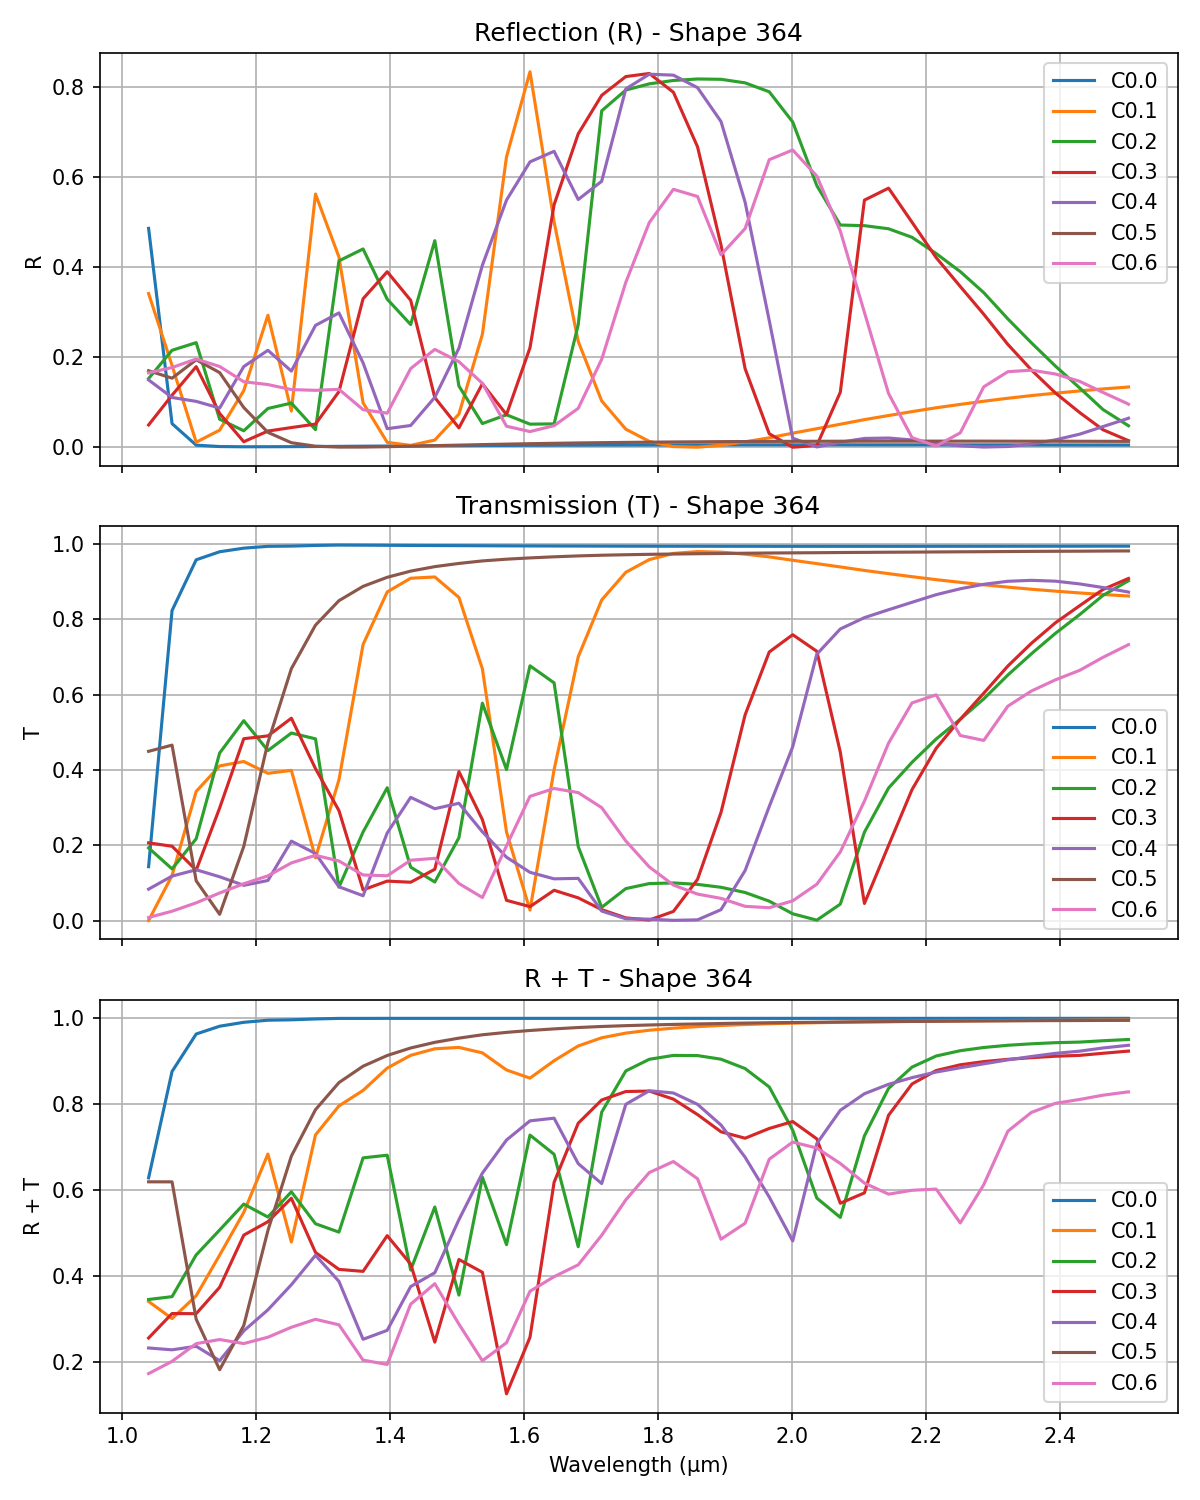 Reflection (R) - Shape 364
0.8
0.6
0.4
0.2
0.0
R
C0.0
C0.1
C0.2
C0.3
C0.4
C0.5
C0.6
Transmission (T) - Shape 364
1.0
0.8
0.6
0.4
0.2
0.0
T
C0.0
C0.1
C0.2
C0.3
C0.4
C0.5
C0.6
R + T - Shape 364
1.0
0.8
0.6
0.4
0.2
R + T
C0.0
C0.1
C0.2
C0.3
C0.4
C0.5
C0.6
1.0 1.2 1.4 1.6 1.8 2.0 2.2 2.4
Wavelength (μm)